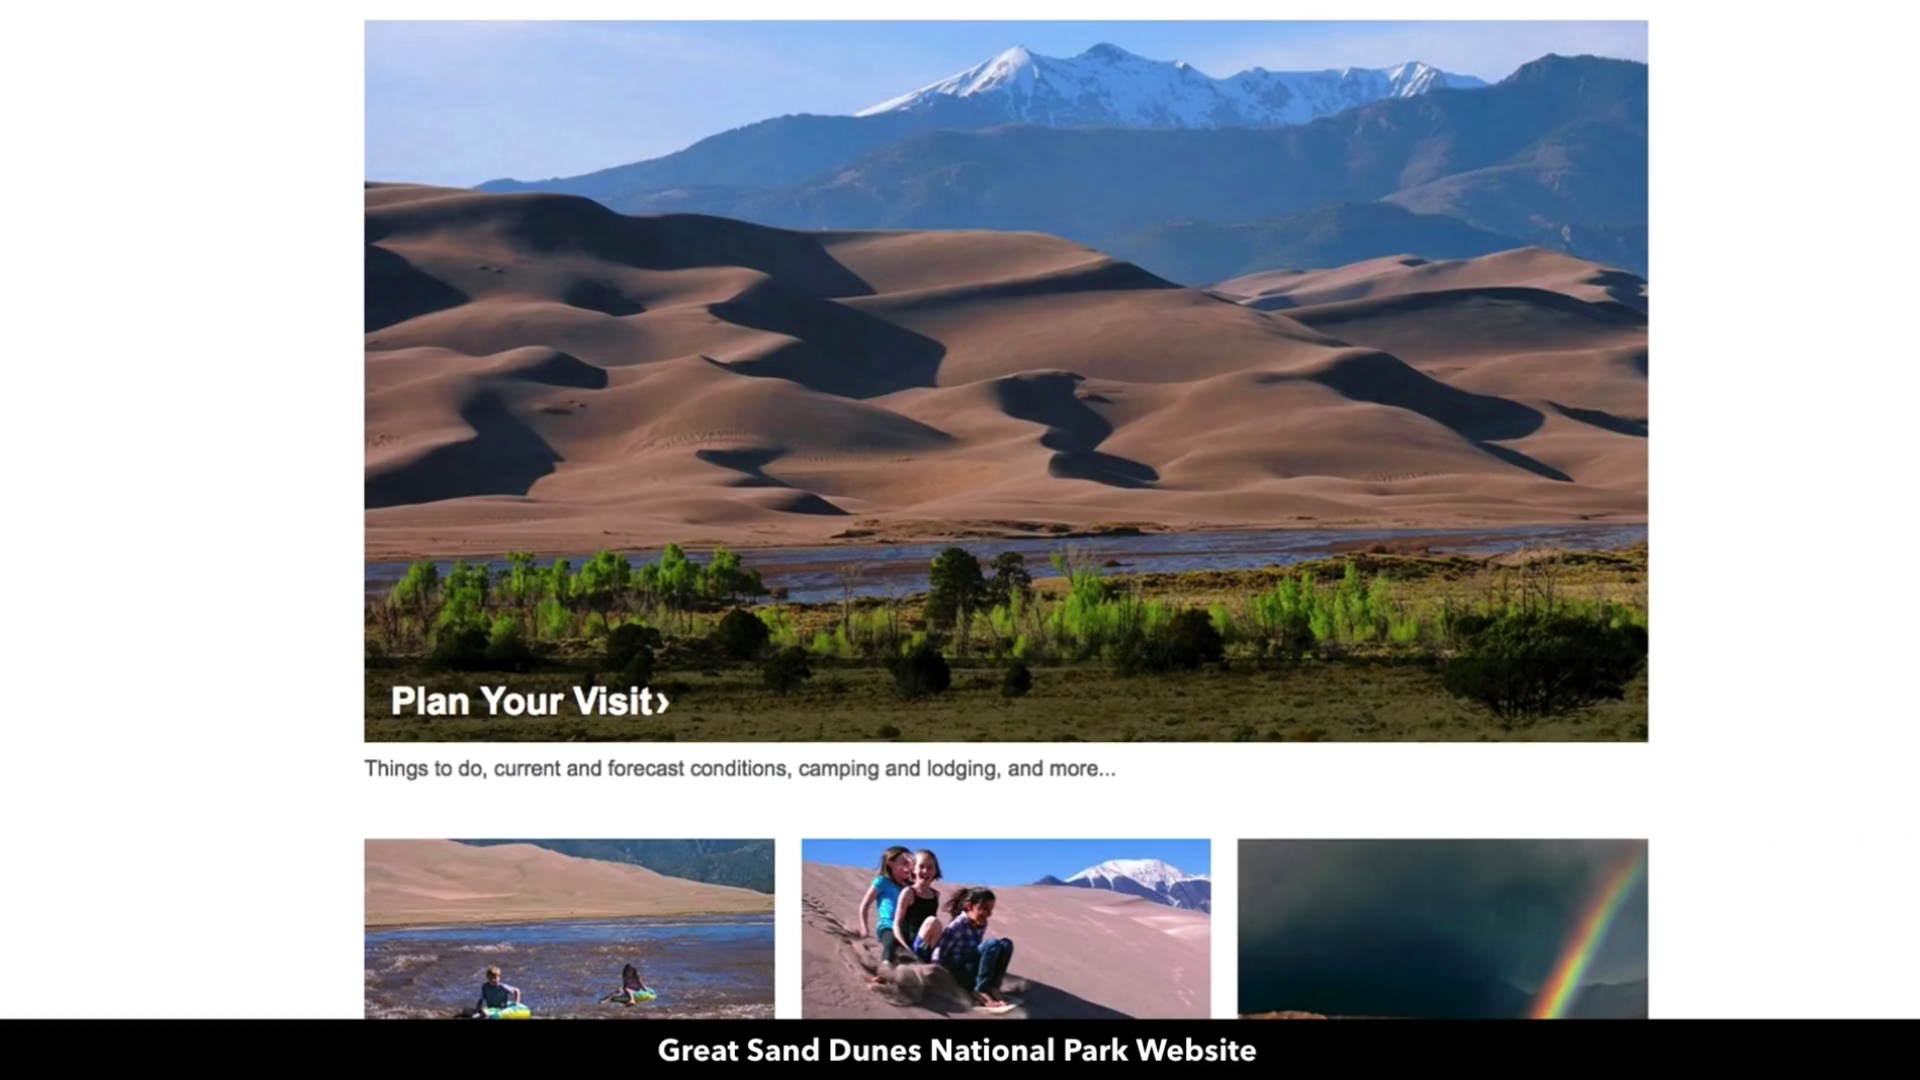 Plan Your Visit›
Things to do, current and forecast conditions, camping and lodging, and more...
Great Sand Dunes National Park Website